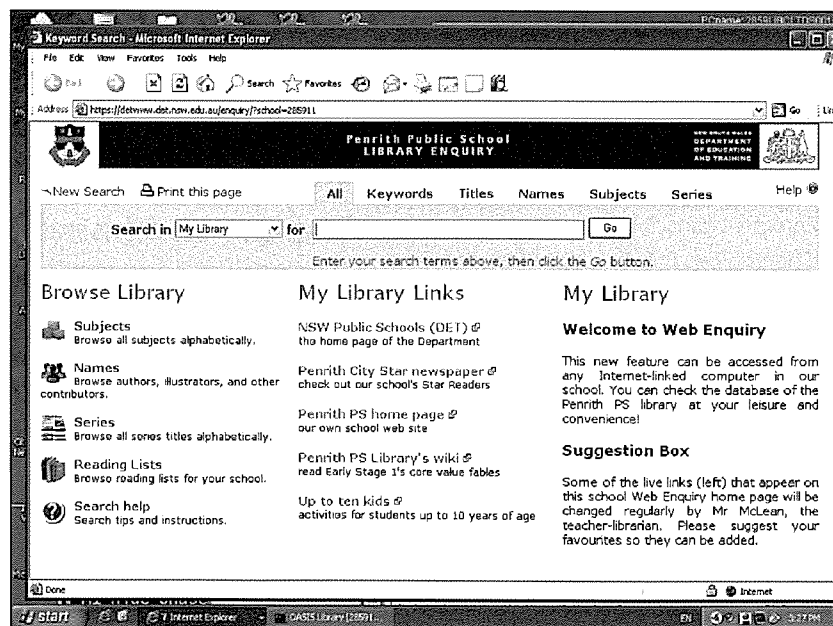 PCname: 2859LIBCLTDS001
Keyword Search - Microsoft Internet Explorer
File Edit View Favorites Tools Help
Back Search Favorites
Address https://detwww.det.nsw.edu.au/enquiry/?school=285911 Go
Penrith Public School
LIBRARY ENQUIRY
NEW SOUTH WALES
DEPARTMENT
OF EDUCATION
AND TRAINING
New Search Print this page All Keywords Titles Names Subjects Series Help
Search in My Library for Go
Enter your search terms above, then click the Go button.
Browse Library
Subjects
Browse all subjects alphabetically.
Names
Browse authors, illustrators, and other
contributors.
Series
Browse all series titles alphabetically.
Reading Lists
Browse reading lists for your school.
Search help
Search tips and instructions.
My Library Links
NSW Public Schools (DET)
the home page of the Department
Penrith City Star newspaper
check out our school's Star Readers
Penrith PS home page
our own school web site
Penrith PS Library's wiki
read Early Stage 1's core value fables
Up to ten kids
activities for students up to 10 years of age
My Library
Welcome to Web Enquiry
This new feature can be accessed from
any Internet-linked computer in our
school. You can check the database of the
Penrith PS library at your leisure and
convenience!
Suggestion Box
Some of the live links (left) that appear on
this school Web Enquiry home page will be
changed regularly by Mr McLean, the
teacher-librarian. Please suggest your
favourites so they can be added.
Done Internet
start 7 Internet Explorer OASIS Library [28591... EN 3:27 PM